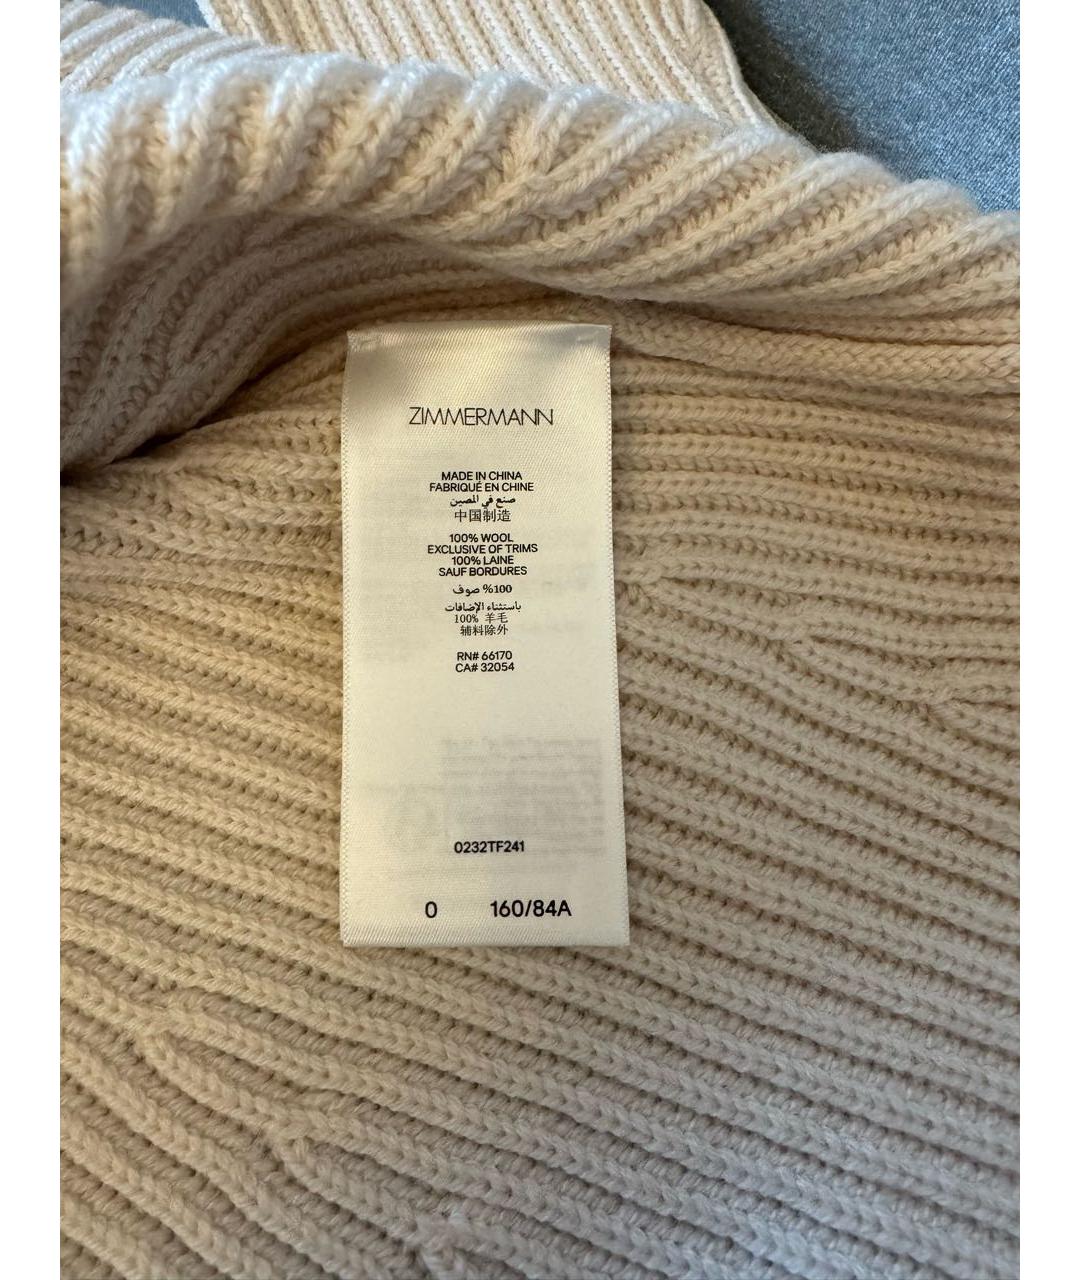 ZIMMERMANN
MADE IN CHINA
FABRIQUÉ EN CHINE
صنع في الصين
中国制造
100% WOOL
EXCLUSIVE OF TRIMS
100% LAINE
SAUF BORDURES
100% صوف
باستثناء الإضافات
100% 羊毛
辅料除外
RN# 66170
CA# 32054
0232TF241
0 160/84A